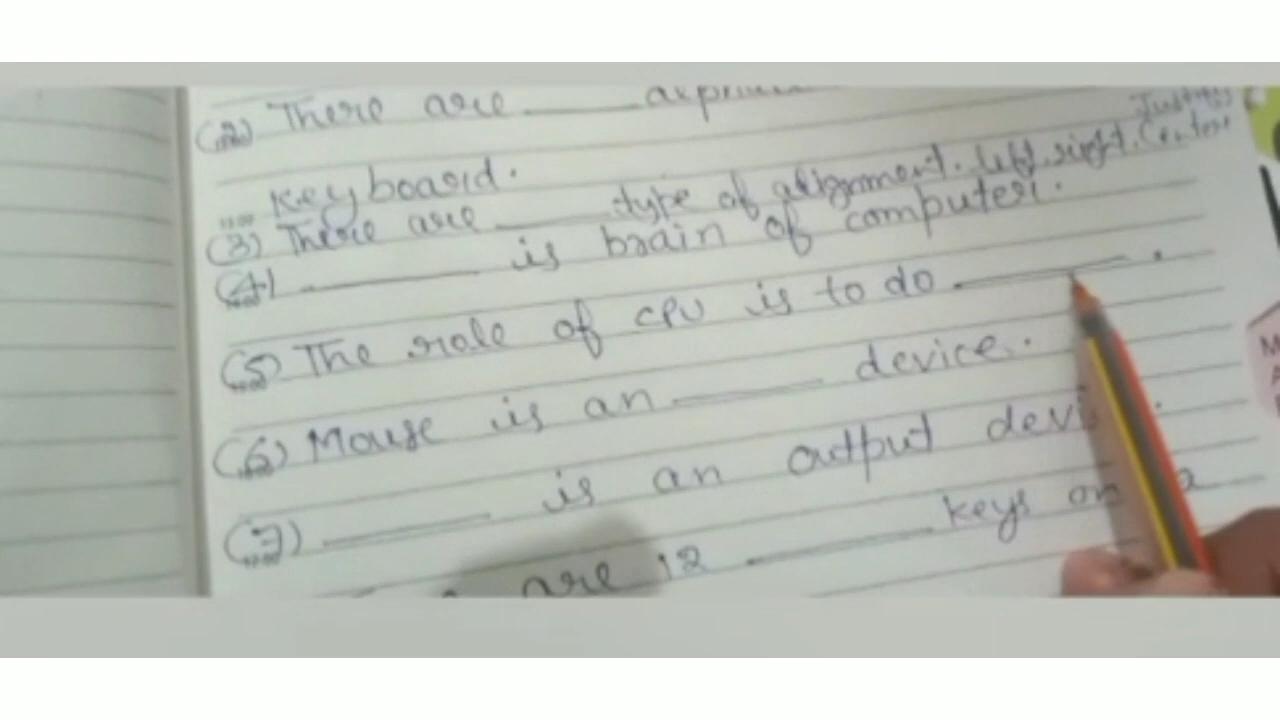 (2) There are ______
Keyboard.
(3) There are ______ type of alignment. left. right. Center
(4) ______ is brain of computer.
(5) The role of CPU is to do ______.
(6) Mouse is an ______ device.
(7) ______ is an output
are 12 ______ keys on a